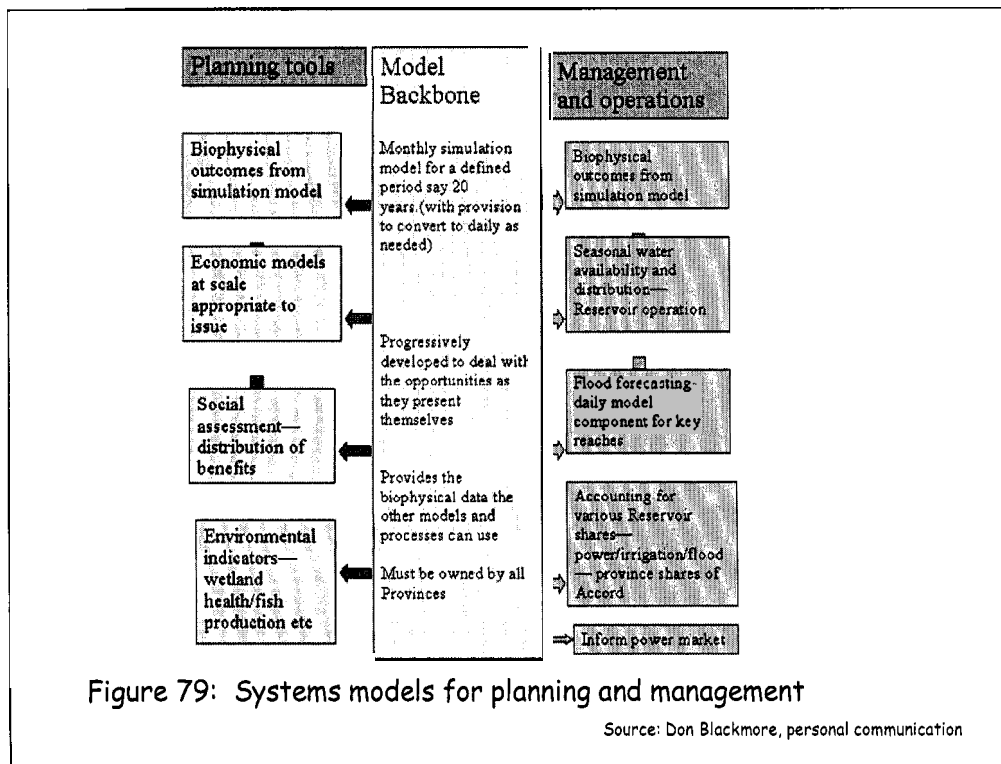 Planning tools
Biophysical
outcomes from
simulation model
Economic models
at scale
appropriate to
issue
Social
assessment—
distribution of
benefits
Environmental
indicators—
wetland
health/fish
production etc
Model
Backbone
Monthly simulation
model for a defined
period say 20
years.(with provision
to convert to daily as
needed)
Progressively
developed to deal with
the opportunities as
they present
themselves
Provides the
biophysical data the
other models and
processes can use
Must be owned by all
Provinces
Management
and operations
Biophysical
outcomes from
simulation model
Seasonal water
availability and
distribution—
Reservoir operation
Flood forecasting-
daily model
component for key
reaches
Accounting for
various Reservoir
shares—
power/irrigation/flood
— province shares of
Accord
Inform power market
Figure 79: Systems models for planning and management
Source: Don Blackmore, personal communication